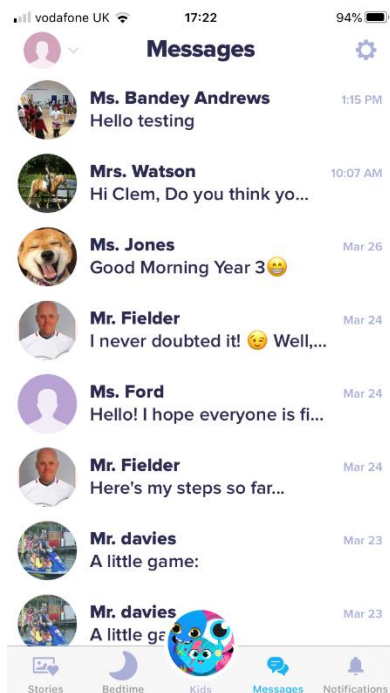 vodafone UK 17:22 94%
Messages
Ms. Bandey Andrews 1:15 PM
Hello testing
Mrs. Watson 10:07 AM
Hi Clem, Do you think yo...
Ms. Jones Mar 26
Good Morning Year 3😁
Mr. Fielder Mar 24
I never doubted it! 😉 Well,...
Ms. Ford Mar 24
Hello! I hope everyone is fi...
Mr. Fielder Mar 24
Here's my steps so far...
Mr. davies Mar 23
A little game:
Mr. davies Mar 23
A little ga
Stories Bedtime Kids Messages Notifications